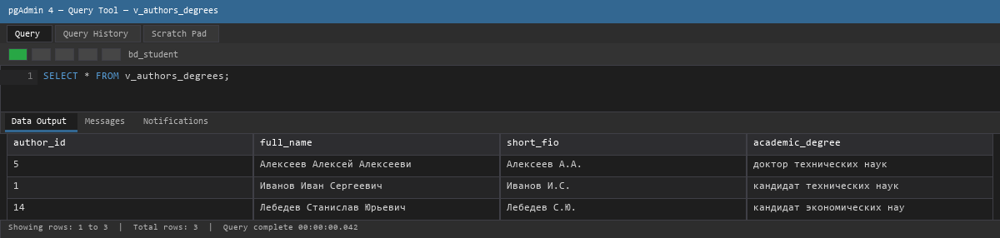 pgAdmin 4 — Query Tool — v_authors_degrees
Query Query History Scratch Pad
bd_student
1 SELECT * FROM v_authors_degrees;
Data Output Messages Notifications
author_id full_name short_fio academic_degree
5 Алексеев Алексей Алексееви Алексеев А.А. доктор технических наук
1 Иванов Иван Сергеевич Иванов И.С. кандидат технических наук
14 Лебедев Станислав Юрьевич Лебедев С.Ю. кандидат экономических нау
Showing rows: 1 to 3 | Total rows: 3 | Query complete 00:00:00.042